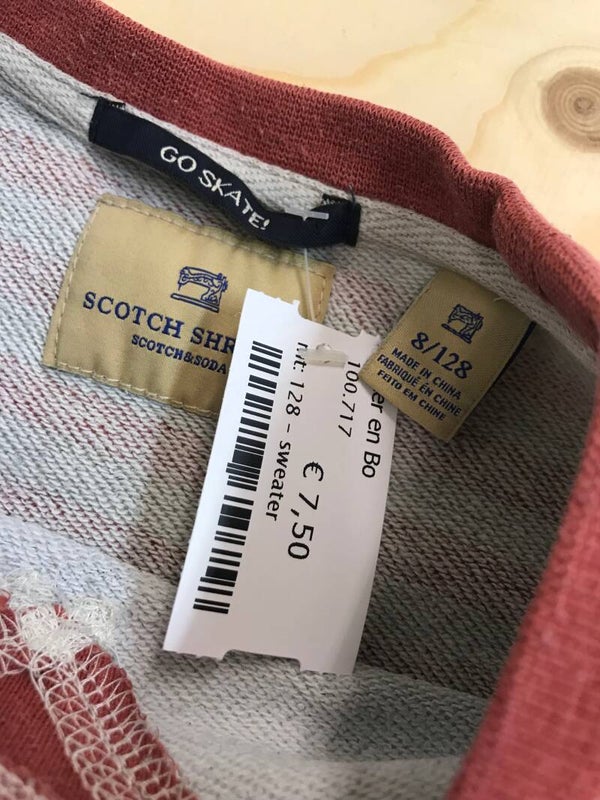 GO SKATE!
SCOTCH SHR
SCOTCH&SODA
8/128
MADE IN CHINA
FABRIQUÉ EN CHINE
FEITO EM CHINE
er en Bo
100.717
€ 7,50
mt: 128 - sweater